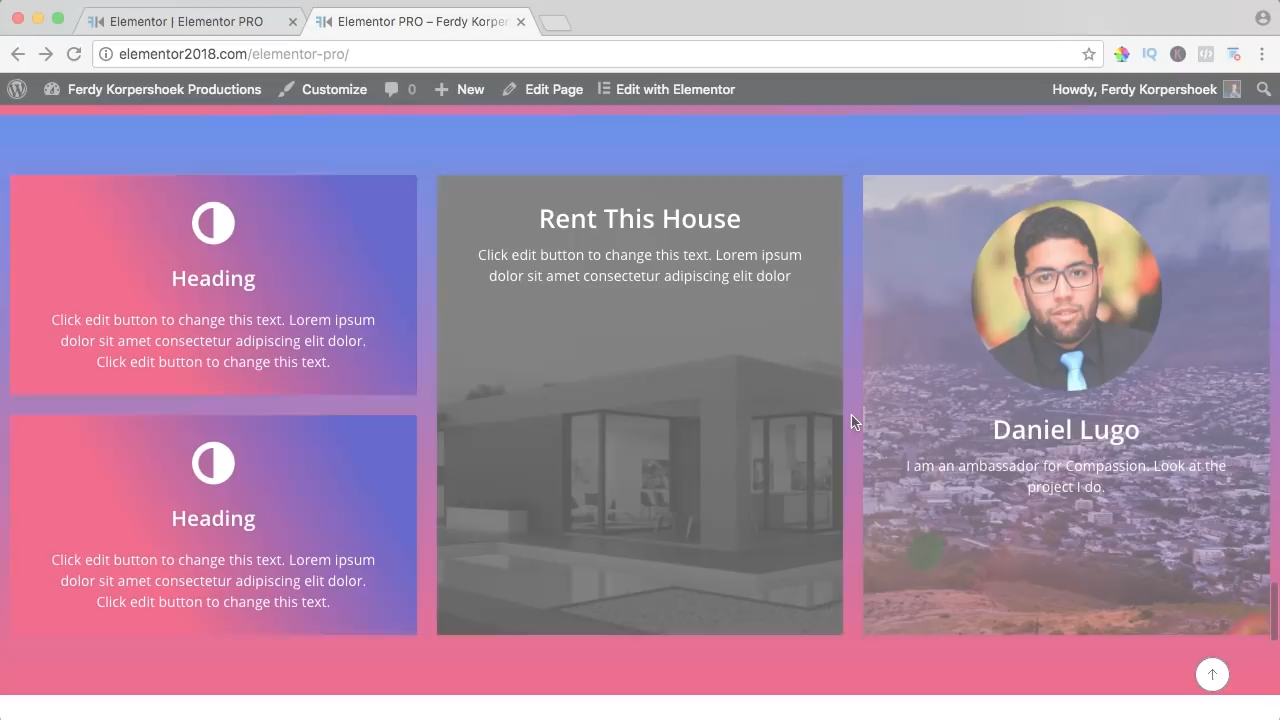 Elementor | Elementor PRO
Elementor PRO – Ferdy Korper
elementor2018.com/elementor-pro/
IQ
K
Ferdy Korpershoek Productions
Customize
0
New
Edit Page
Edit with Elementor
Howdy, Ferdy Korpershoek
Heading
Click edit button to change this text. Lorem ipsum
dolor sit amet consectetur adipiscing elit dolor.
Click edit button to change this text.
Heading
Click edit button to change this text. Lorem ipsum
dolor sit amet consectetur adipiscing elit dolor.
Click edit button to change this text.
Rent This House
Click edit button to change this text. Lorem ipsum
dolor sit amet consectetur adipiscing elit dolor
Daniel Lugo
I am an ambassador for Compassion. Look at the
project I do.